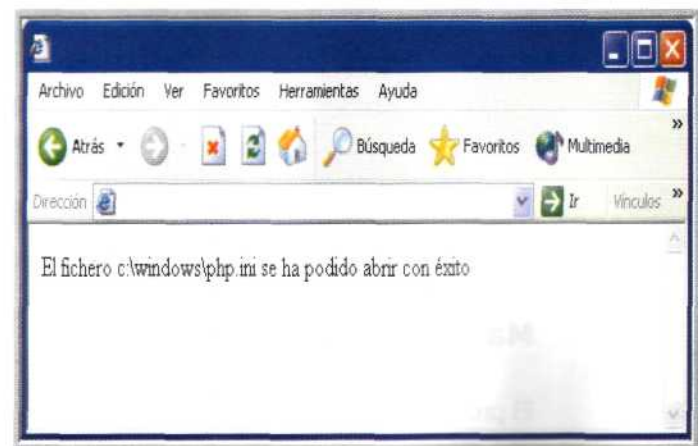 Archivo Edición Ver Favoritos Herramientas Ayuda
Atrás Búsqueda Favoritos Multimedia »
Dirección Ir Vínculos »
El fichero c:\windows\php.ini se ha podido abrir con éxito